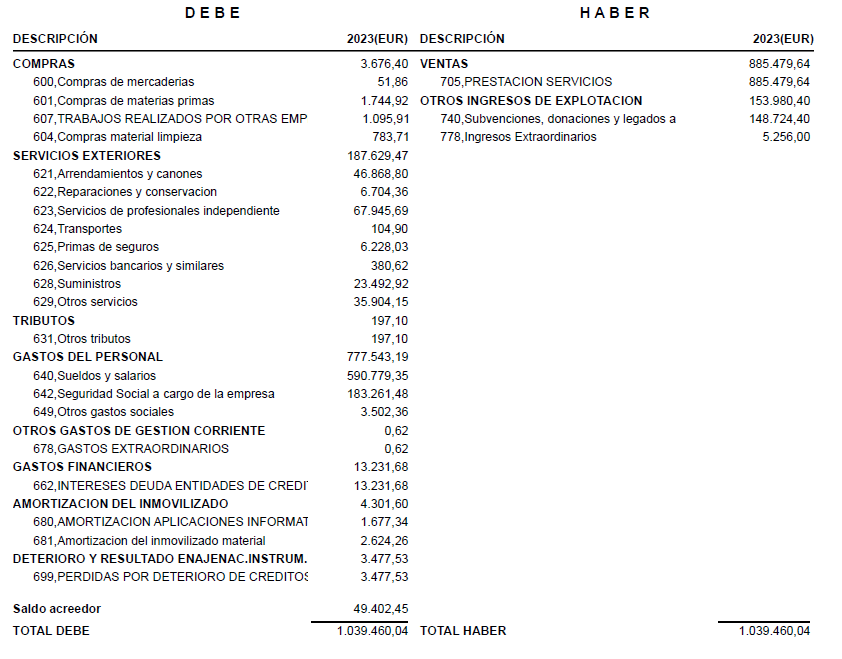 DEBE HABER
DESCRIPCIÓN 2023(EUR) DESCRIPCIÓN 2023(EUR)
COMPRAS 3.676,40 VENTAS 885.479,64
600,Compras de mercaderias 51,86 705,PRESTACION SERVICIOS 885.479,64
601,Compras de materias primas 1.744,92 OTROS INGRESOS DE EXPLOTACION 153.980,40
607,TRABAJOS REALIZADOS POR OTRAS EMP 1.095,91 740,Subvenciones, donaciones y legados a 148.724,40
604,Compras material limpieza 783,71 778,Ingresos Extraordinarios 5.256,00
SERVICIOS EXTERIORES 187.629,47
621,Arrendamientos y canones 46.868,80
622,Reparaciones y conservacion 6.704,36
623,Servicios de profesionales independiente 67.945,69
624,Transportes 104,90
625,Primas de seguros 6.228,03
626,Servicios bancarios y similares 380,62
628,Suministros 23.492,92
629,Otros servicios 35.904,15
TRIBUTOS 197,10
631,Otros tributos 197,10
GASTOS DEL PERSONAL 777.543,19
640,Sueldos y salarios 590.779,35
642,Seguridad Social a cargo de la empresa 183.261,48
649,Otros gastos sociales 3.502,36
OTROS GASTOS DE GESTION CORRIENTE 0,62
678,GASTOS EXTRAORDINARIOS 0,62
GASTOS FINANCIEROS 13.231,68
662,INTERESES DEUDA ENTIDADES DE CREDI 13.231,68
AMORTIZACION DEL INMOVILIZADO 4.301,60
680,AMORTIZACION APLICACIONES INFORMAT 1.677,34
681,Amortizacion del inmovilizado material 2.624,26
DETERIORO Y RESULTADO ENAJENAC.INSTRUM. 3.477,53
699,PERDIDAS POR DETERIORO DE CREDITOS 3.477,53
Saldo acreedor 49.402,45
TOTAL DEBE 1.039.460,04 TOTAL HABER 1.039.460,04